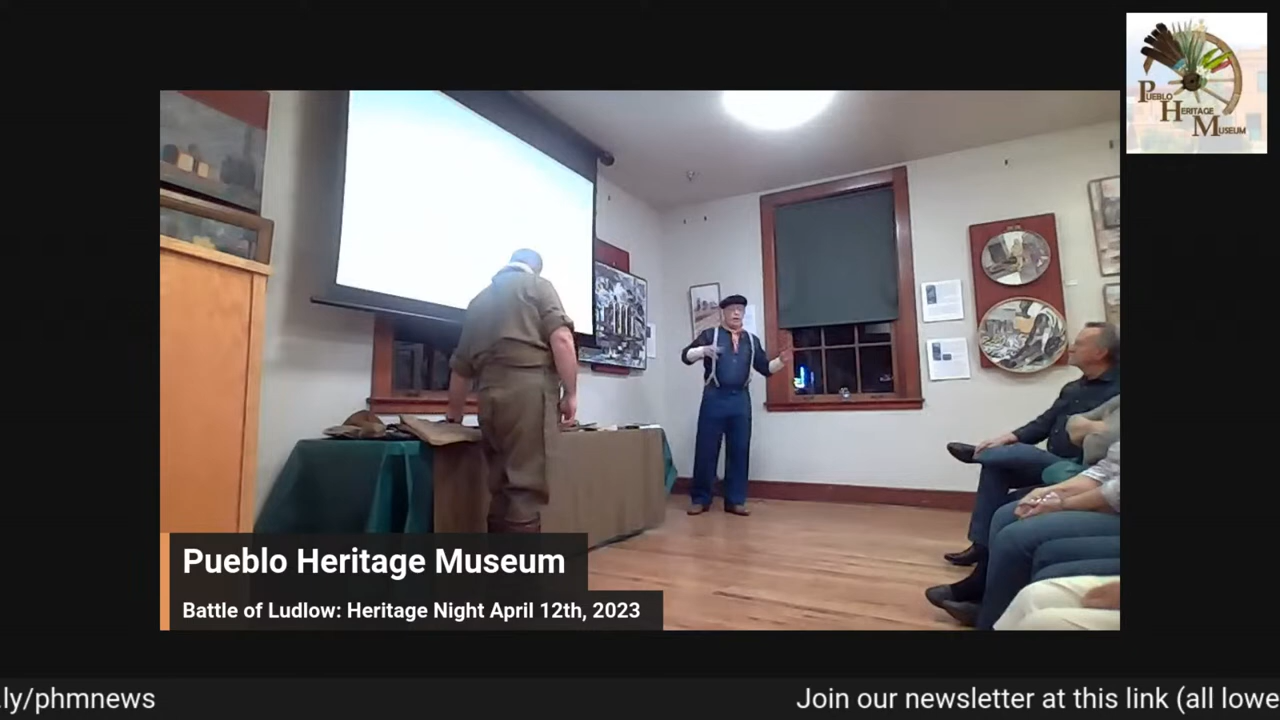 Pueblo
Heritage
Museum
Pueblo Heritage Museum
Battle of Ludlow: Heritage Night April 12th, 2023
.ly/phmnews
Join our newsletter at this link (all lowe